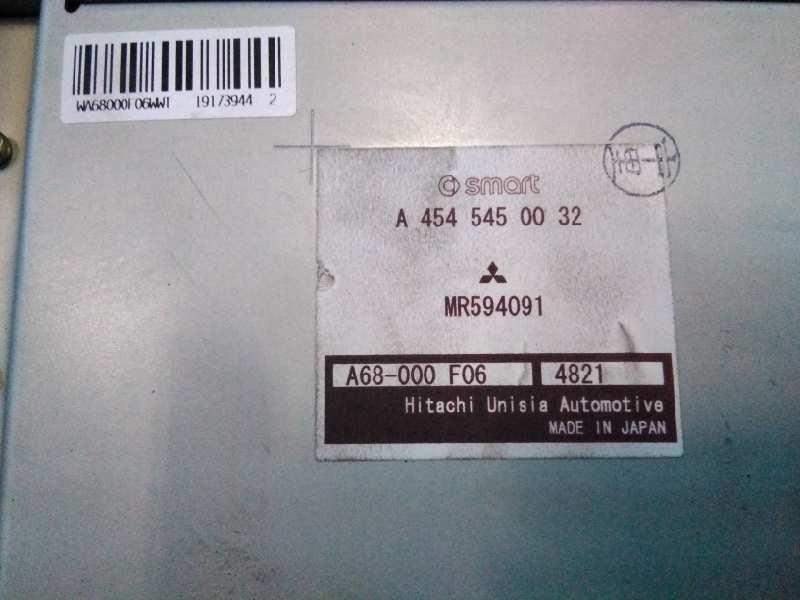 WA68000F06WWT 19173944 2
smart
A 454 545 00 32
MR594091
A68-000 F06 4821
Hitachi Unisia Automotive
MADE IN JAPAN